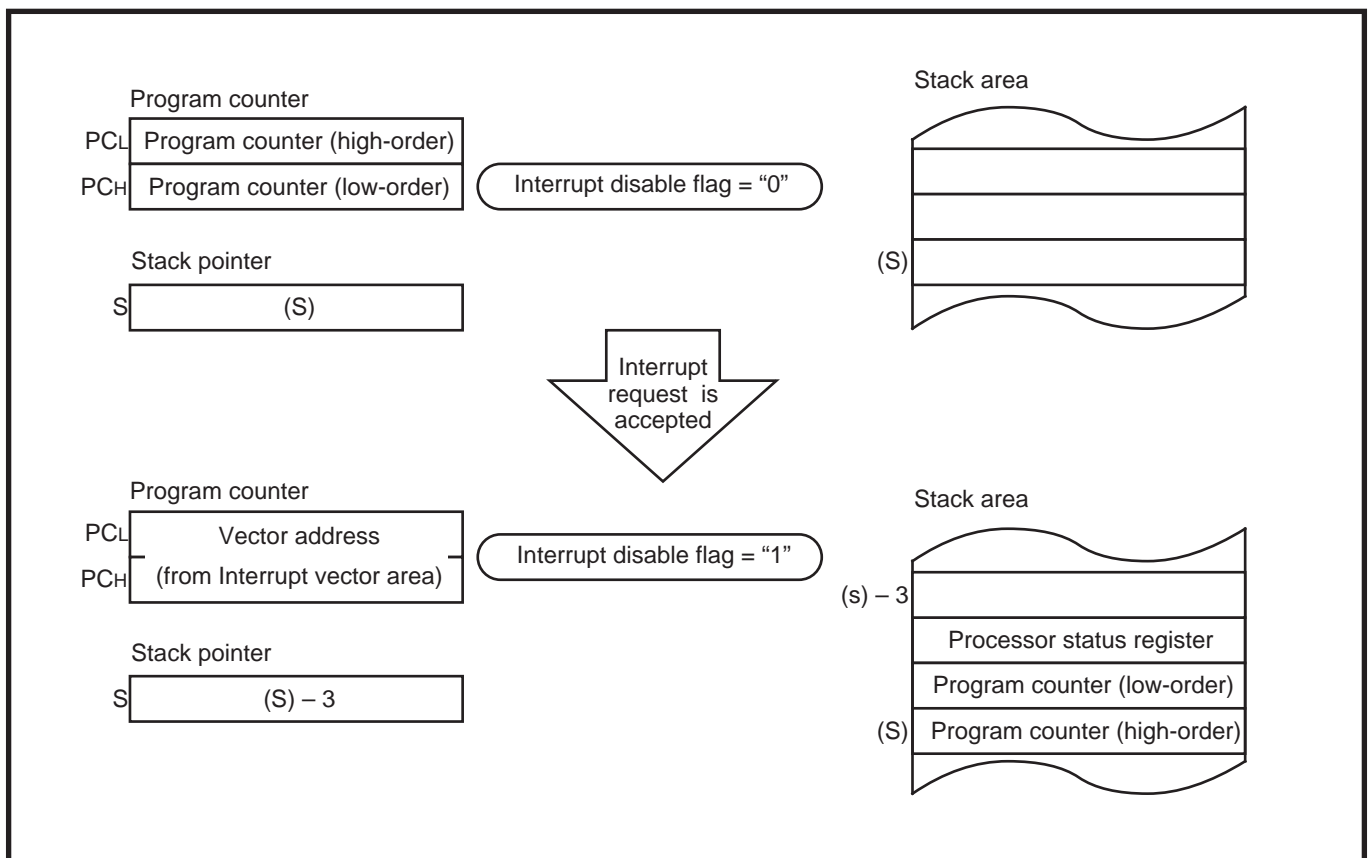 Program counter
PCL Program counter (high-order)
PCH Program counter (low-order)
Interrupt disable flag = “0”
Stack pointer
S (S)
Stack area
(S)
Interrupt
request is
accepted
Program counter
PCL Vector address
PCH (from Interrupt vector area)
Interrupt disable flag = “1”
Stack pointer
S (S) – 3
Stack area
(s) – 3
Processor status register
Program counter (low-order)
(S) Program counter (high-order)